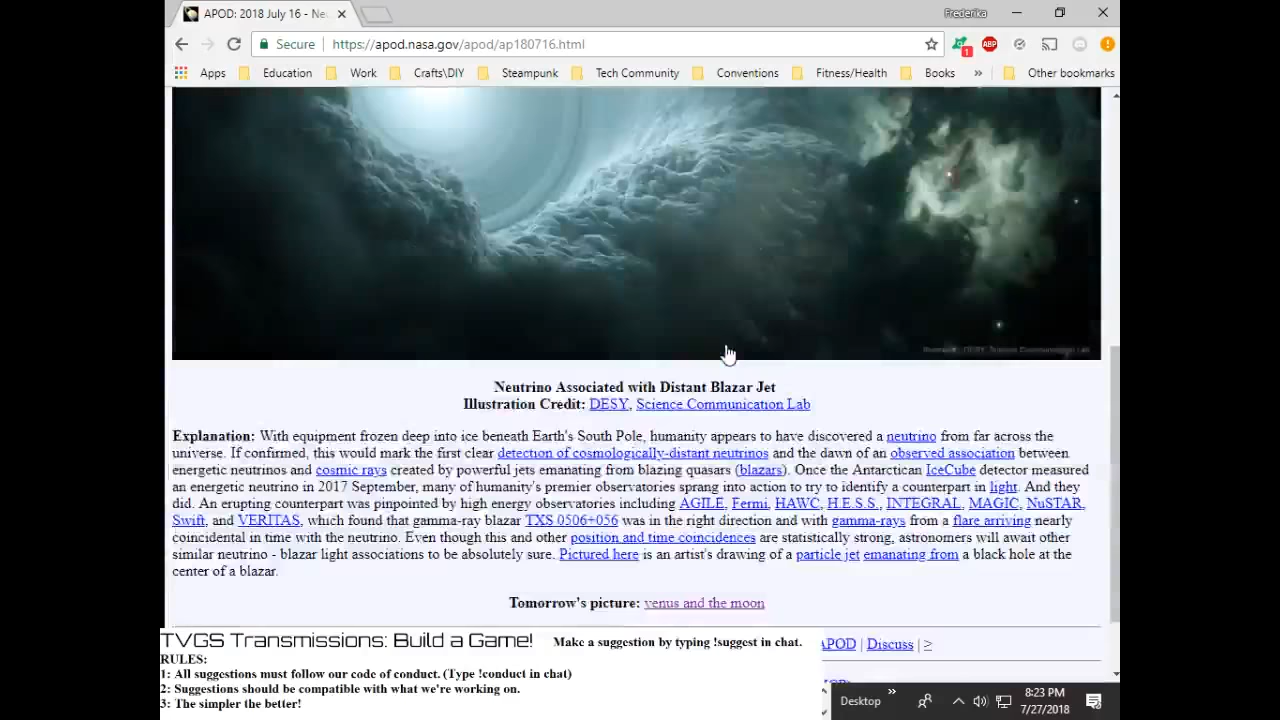 APOD: 2018 July 16 - Ne
Frederika
Secure
https://apod.nasa.gov/apod/ap180716.html
ABP
1
Apps Education Work Crafts\DIY Steampunk Tech Community Conventions Fitness/Health Books » Other bookmarks
Neutrino Associated with Distant Blazar Jet
Illustration Credit: DESY, Science Communication Lab
Explanation: With equipment frozen deep into ice beneath Earth's South Pole, humanity appears to have discovered a neutrino from far across the
universe. If confirmed, this would mark the first clear detection of cosmologically-distant neutrinos and the dawn of an observed association between
energetic neutrinos and cosmic rays created by powerful jets emanating from blazing quasars (blazars). Once the Antarctican IceCube detector measured
an energetic neutrino in 2017 September, many of humanity's premier observatories sprang into action to try to identify a counterpart in light. And they
did. An erupting counterpart was pinpointed by high energy observatories including AGILE, Fermi, HAWC, H.E.S.S., INTEGRAL, MAGIC, NuSTAR,
Swift, and VERITAS, which found that gamma-ray blazar TXS 0506+056 was in the right direction and with gamma-rays from a flare arriving nearly
coincidental in time with the neutrino. Even though this and other position and time coincidences are statistically strong, astronomers will await other
similar neutrino - blazar light associations to be absolutely sure. Pictured here is an artist's drawing of a particle jet emanating from a black hole at the
center of a blazar.
Tomorrow's picture: venus and the moon
APOD | Discuss | >
TVGS Transmissions: Build a Game! Make a suggestion by typing !suggest in chat.
RULES:
1: All suggestions must follow our code of conduct. (Type !conduct in chat)
2: Suggestions should be compatible with what we're working on.
3: The simpler the better!
Desktop »
8:23 PM
7/27/2018